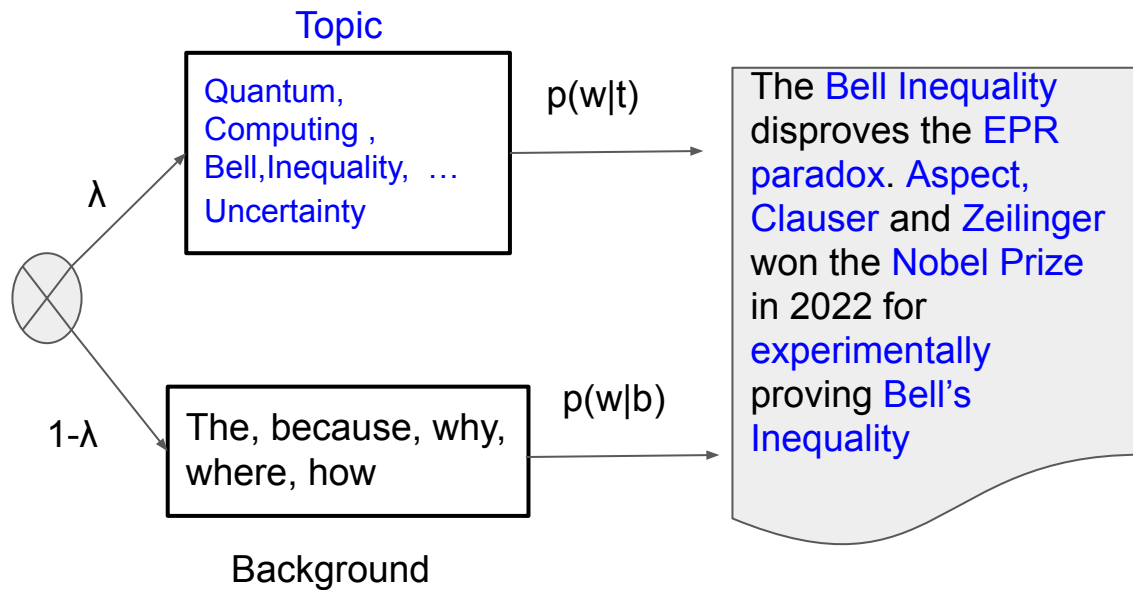 Topic
Quantum,
Computing ,
Bell,Inequality, …
Uncertainty
p(w|t)
λ
1-λ
The, because, why,
where, how
p(w|b)
Background
The Bell Inequality
disproves the EPR
paradox. Aspect,
Clauser and Zeilinger
won the Nobel Prize
in 2022 for
experimentally
proving Bell’s
Inequality